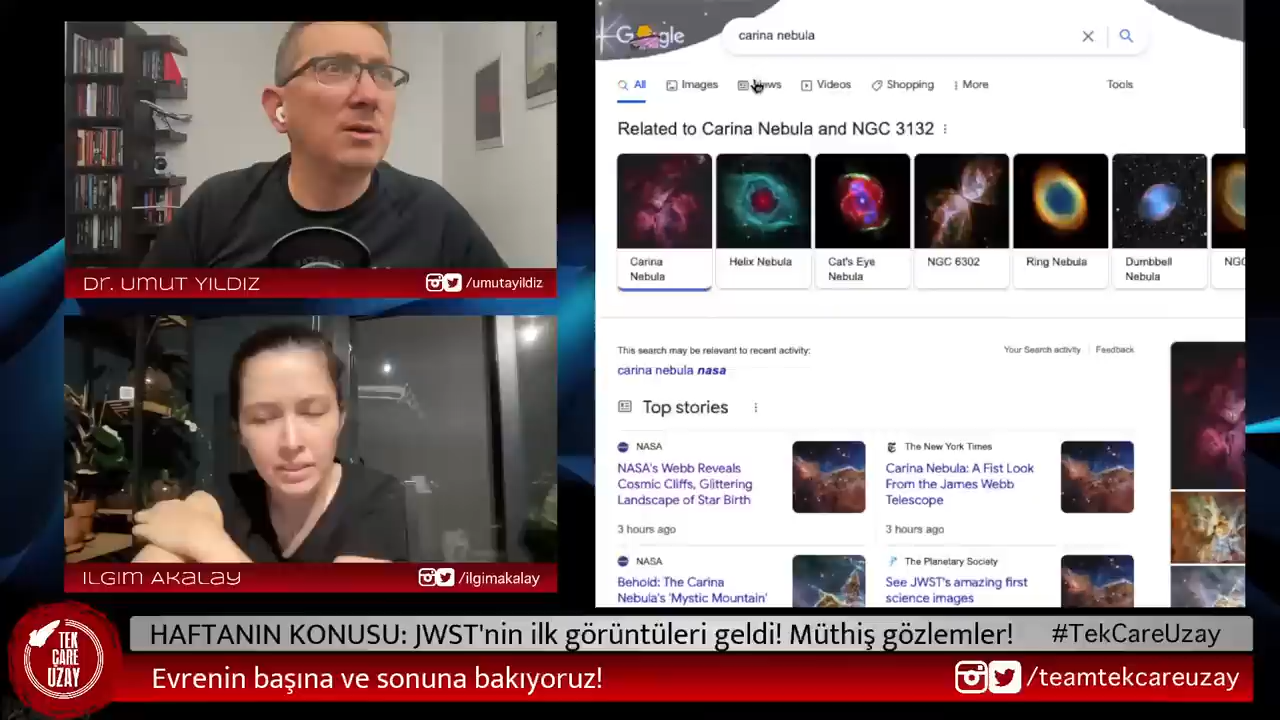 Google
carina nebula
All
Images
News
Videos
Shopping
More
Tools
Related to Carina Nebula and NGC 3132
Carina
Nebula
Helix Nebula
Cat's Eye
Nebula
NGC 6302
Ring Nebula
Dumbbell
Nebula
NGC
This search may be relevant to recent activity:
Your Search activity
Feedback
carina nebula nasa
Top stories
NASA
NASA's Webb Reveals
Cosmic Cliffs, Glittering
Landscape of Star Birth
3 hours ago
The New York Times
Carina Nebula: A Fist Look
From the James Webb
Telescope
3 hours ago
NASA
Behold: The Carina
Nebula's 'Mystic Mountain'
The Planetary Society
See JWST's amazing first
science images
DR. UMUT YILDIZ
/umutayildiz
ILGIM AKALAY
/ilgimakalay
HAFTANIN KONUSU: JWST'nin ilk görüntüleri geldi! Müthiş gözlemler!
#TekCareUzay
Evrenin başına ve sonuna bakıyoruz!
/teamtekcareuzay
TEK
ÇARE
UZAY